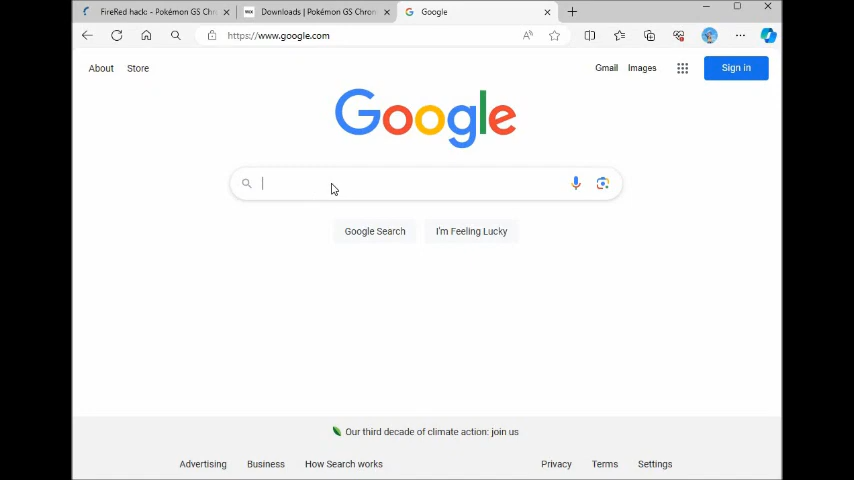 FireRed hack: - Pokémon GS Chr
Downloads | Pokémon GS Chron
Google
https://www.google.com
About
Store
Gmail
Images
Sign in
Google
Google Search
I'm Feeling Lucky
Our third decade of climate action: join us
Advertising
Business
How Search works
Privacy
Terms
Settings